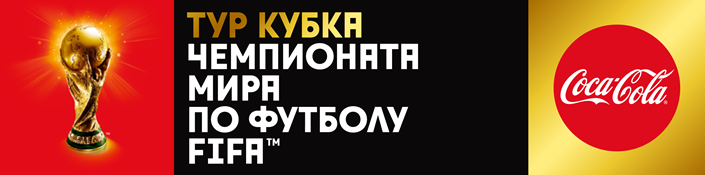 ТУР КУБКА
ЧЕМПИОНАТА
МИРА
ПО ФУТБОЛУ
FIFA™
Coca-Cola